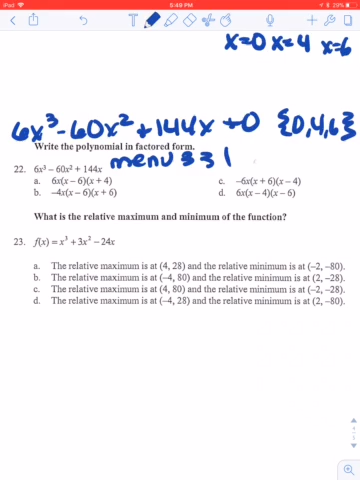 iPad
5:49 PM
29%
x=0 x=4 x=6
6x³-60x²+144x+0 {0,4,6}
Write the polynomial in factored form.
menu 3 3 1
22. 6x³ – 60x² + 144x
a. 6x(x – 6)(x + 4)
b. –4x(x – 6)(x + 6)
c. –6x(x + 6)(x – 4)
d. 6x(x – 4)(x – 6)
What is the relative maximum and minimum of the function?
23. f(x) = x³ + 3x² – 24x
a. The relative maximum is at (4, 28) and the relative minimum is at (–2, –80).
b. The relative maximum is at (–4, 80) and the relative minimum is at (2, –28).
c. The relative maximum is at (4, 80) and the relative minimum is at (–2, –28).
d. The relative maximum is at (–4, 28) and the relative minimum is at (2, –80).